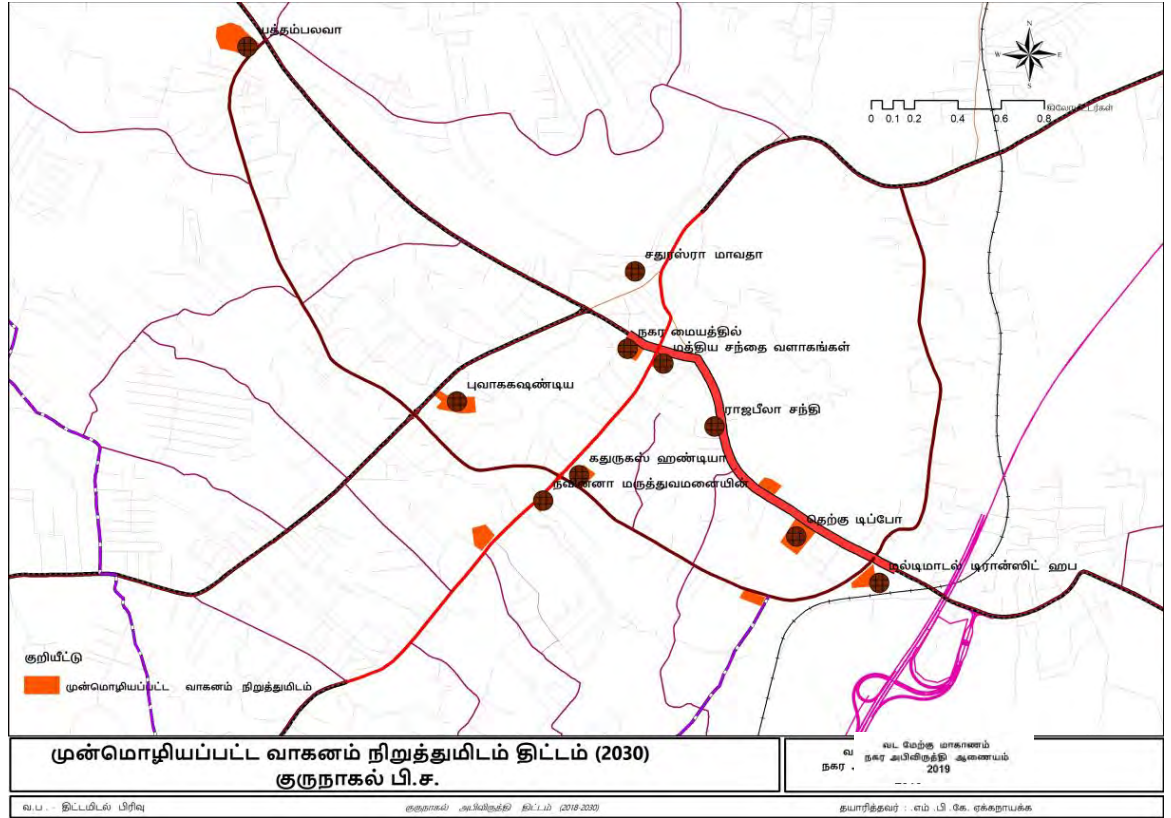 பத்தம்பலவா
N
W E
S
0 0.1 0.2 0.4 0.6 0.8
சதுரஸ்ரா மாவதா
நகர மையத்தில்
மத்திய சந்தை வளாகங்கள்
புவாககஷண்டிய
ராஜபீலா சந்தி
கதுருகஸ் ஹண்டியா
மருத்துவமனையின்
தெற்கு டிப்போ
மல்டிமாடல் டிரான்ஸிட் ஹப
குறியீட்டு
முன்மொழியப்பட்ட வாகனம் நிறுத்துமிடம்
முன்மொழியப்பட்ட வாகனம் நிறுத்துமிடம் திட்டம் (2030)
குருநாகல் பி.ச.
வட மேற்கு மாகாணம்
நகர அபிவிருத்தி ஆணையம்
2019
வ.ப . - திட்டமிடல் பிரிவு
குருநாகல் அபிவிருத்தி திட்டம் (2018-2030)
தயாரித்தவர் : .எம் .பி .கே. ஏக்கநாயக்க